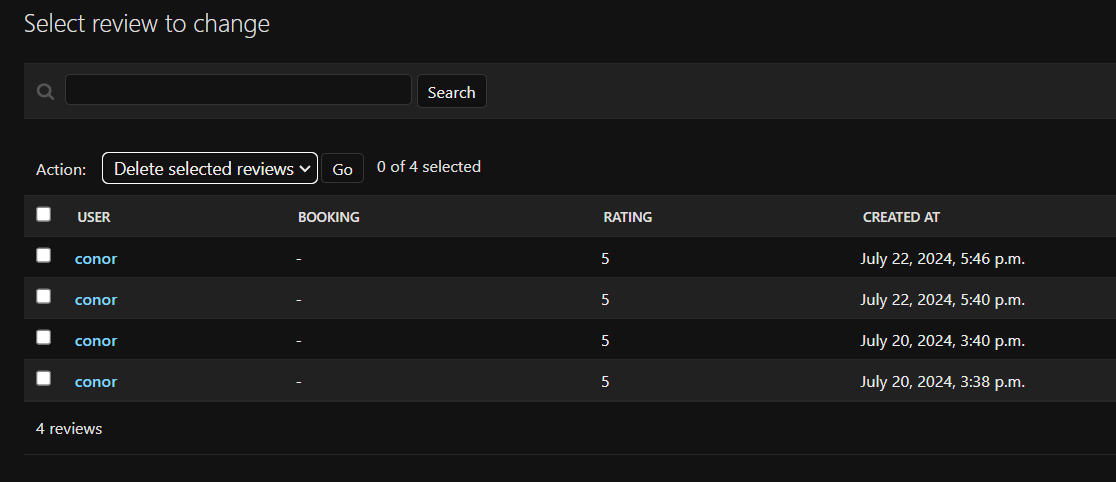 Select review to change
Search
Action: Delete selected reviews Go 0 of 4 selected
USER BOOKING RATING CREATED AT
conor - 5 July 22, 2024, 5:46 p.m.
conor - 5 July 22, 2024, 5:40 p.m.
conor - 5 July 20, 2024, 3:40 p.m.
conor - 5 July 20, 2024, 3:38 p.m.
4 reviews